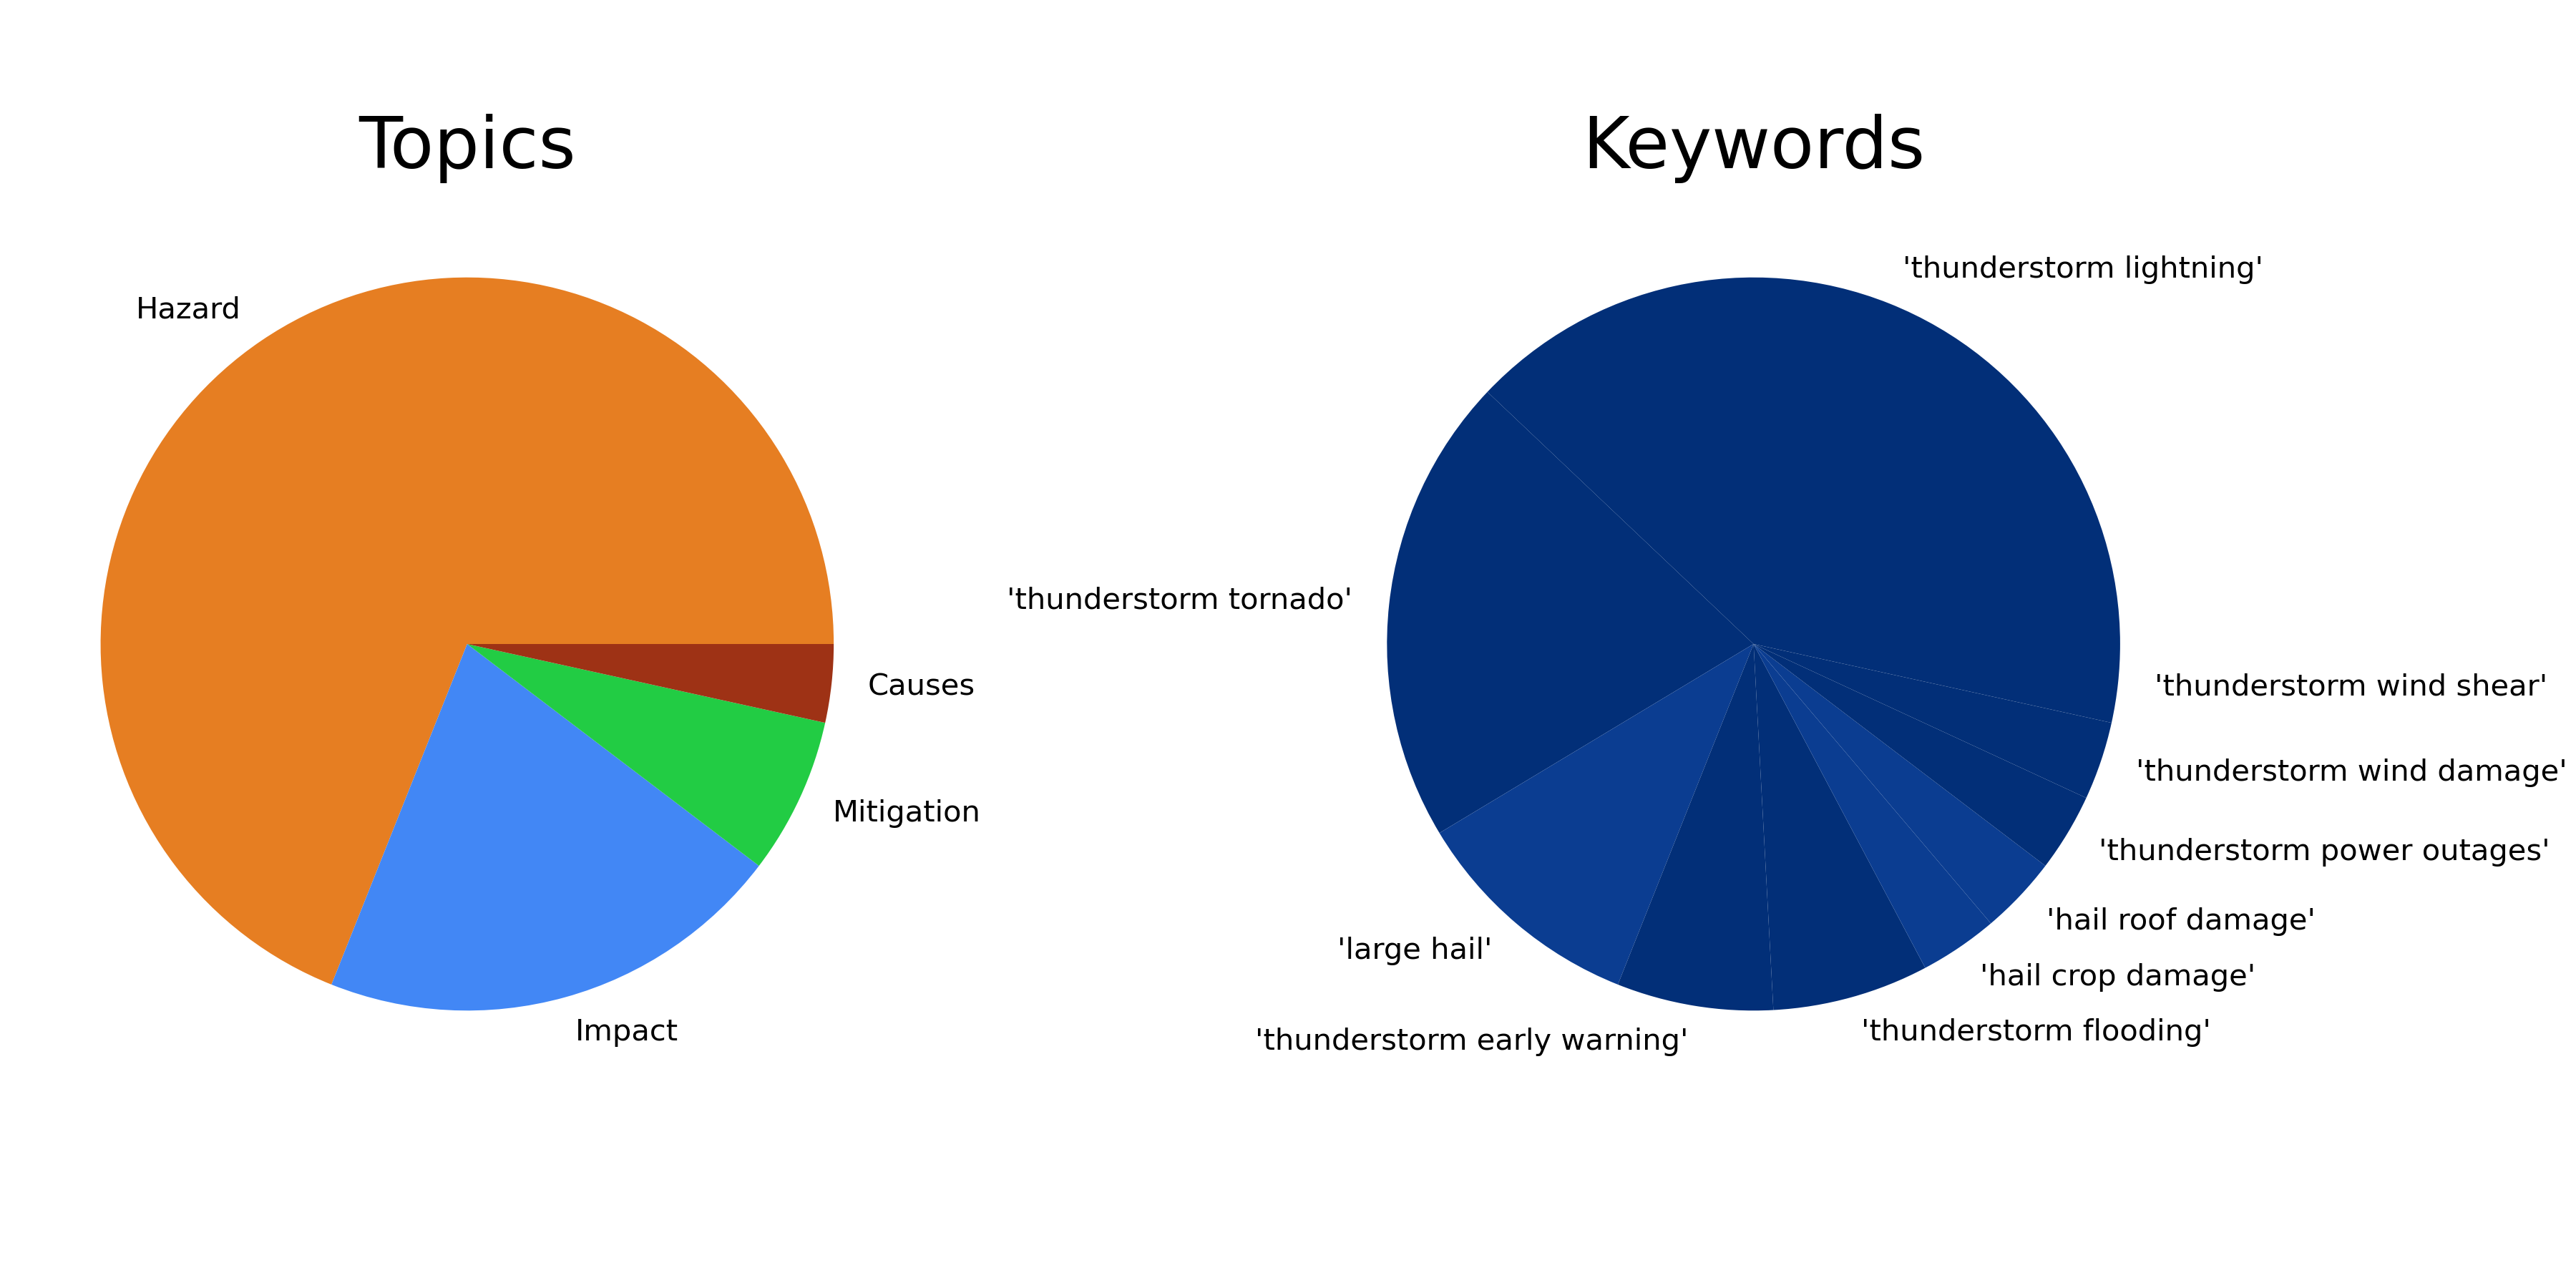 Topics
Hazard
Causes
Mitigation
Impact
Keywords
'thunderstorm lightning'
'thunderstorm tornado'
'large hail'
'thunderstorm early warning'
'thunderstorm flooding'
'hail crop damage'
'hail roof damage'
'thunderstorm power outages'
'thunderstorm wind damage'
'thunderstorm wind shear'